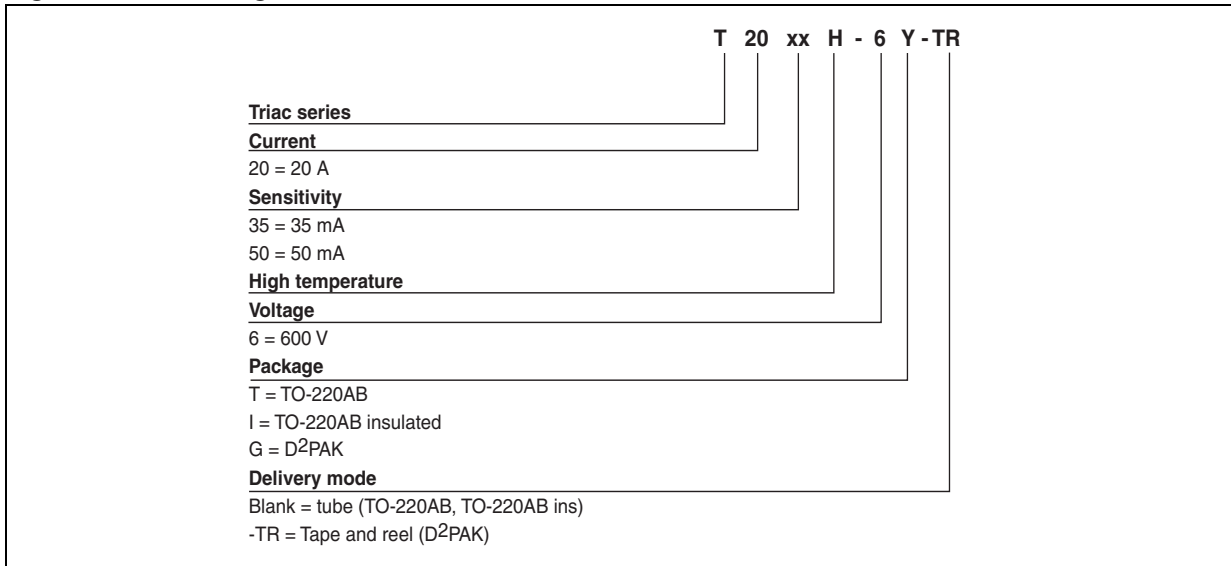 T 20 xx H - 6 Y - TR
Triac series
Current
20 = 20 A
Sensitivity
35 = 35 mA
50 = 50 mA
High temperature
Voltage
6 = 600 V
Package
T = TO-220AB
I = TO-220AB insulated
G = D²PAK
Delivery mode
Blank = tube (TO-220AB, TO-220AB ins)
-TR = Tape and reel (D²PAK)